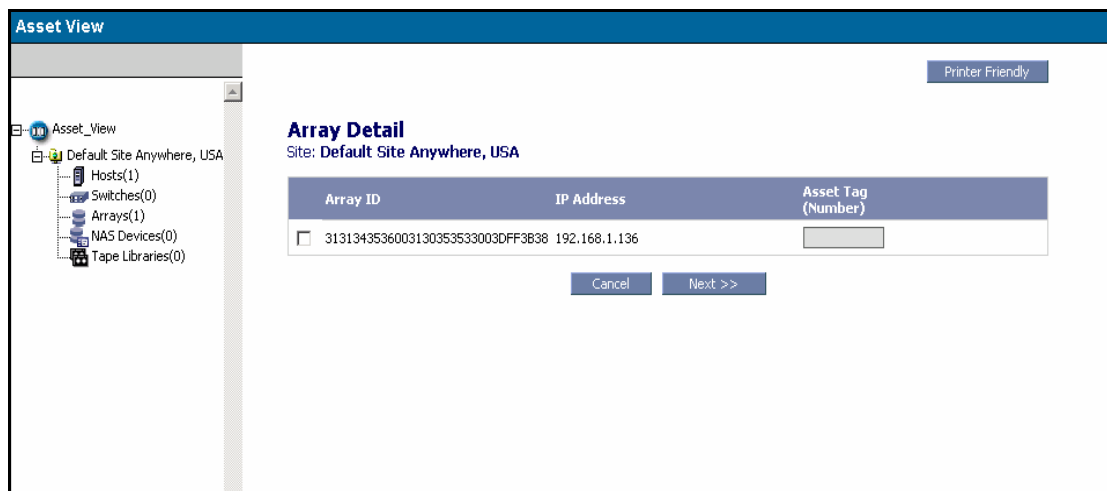 Asset View
Printer Friendly
Asset_View
Default Site Anywhere, USA
Hosts(1)
Switches(0)
Arrays(1)
NAS Devices(0)
Tape Libraries(0)
Array Detail
Site: Default Site Anywhere, USA
Array ID IP Address Asset Tag
(Number)
3131343536003130353533003DFF3B38 192.168.1.136
Cancel Next >>